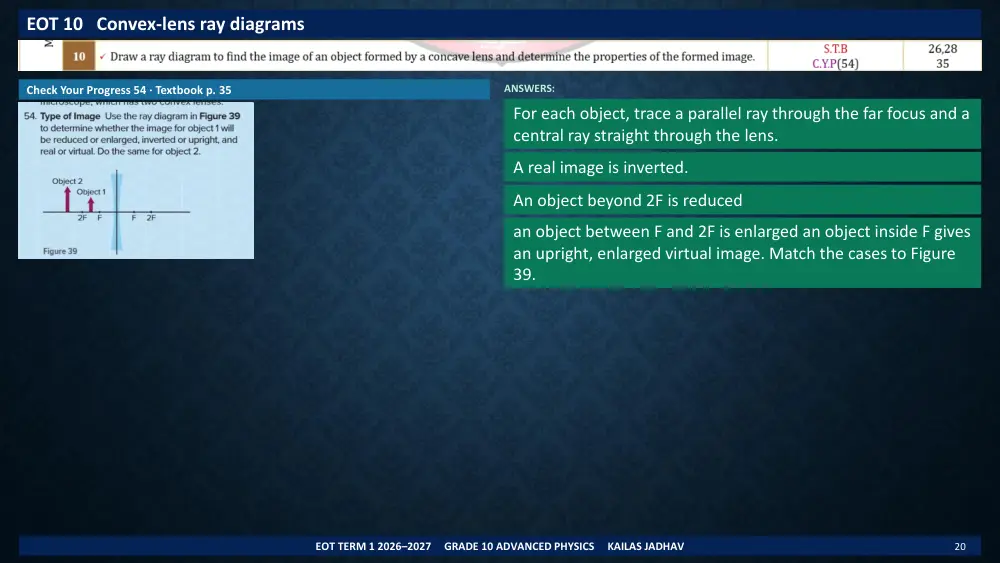 EOT 10 Convex-lens ray diagrams
10 ✓ Draw a ray diagram to find the image of an object formed by a concave lens and determine the properties of the formed image. S.T.B 26,28
C.Y.P(54) 35
Check Your Progress 54 · Textbook p. 35
microscope, which has two convex lenses.
54. Type of Image Use the ray diagram in Figure 39
to determine whether the image for object 1 will
be reduced or enlarged, inverted or upright, and
real or virtual. Do the same for object 2.
Object 2
Object 1
2F F F 2F
Figure 39
ANSWERS:
For each object, trace a parallel ray through the far focus and a
central ray straight through the lens.
A real image is inverted.
An object beyond 2F is reduced
an object between F and 2F is enlarged an object inside F gives
an upright, enlarged virtual image. Match the cases to Figure
39.
EOT TERM 1 2026–2027 GRADE 10 ADVANCED PHYSICS KAILAS JADHAV
20